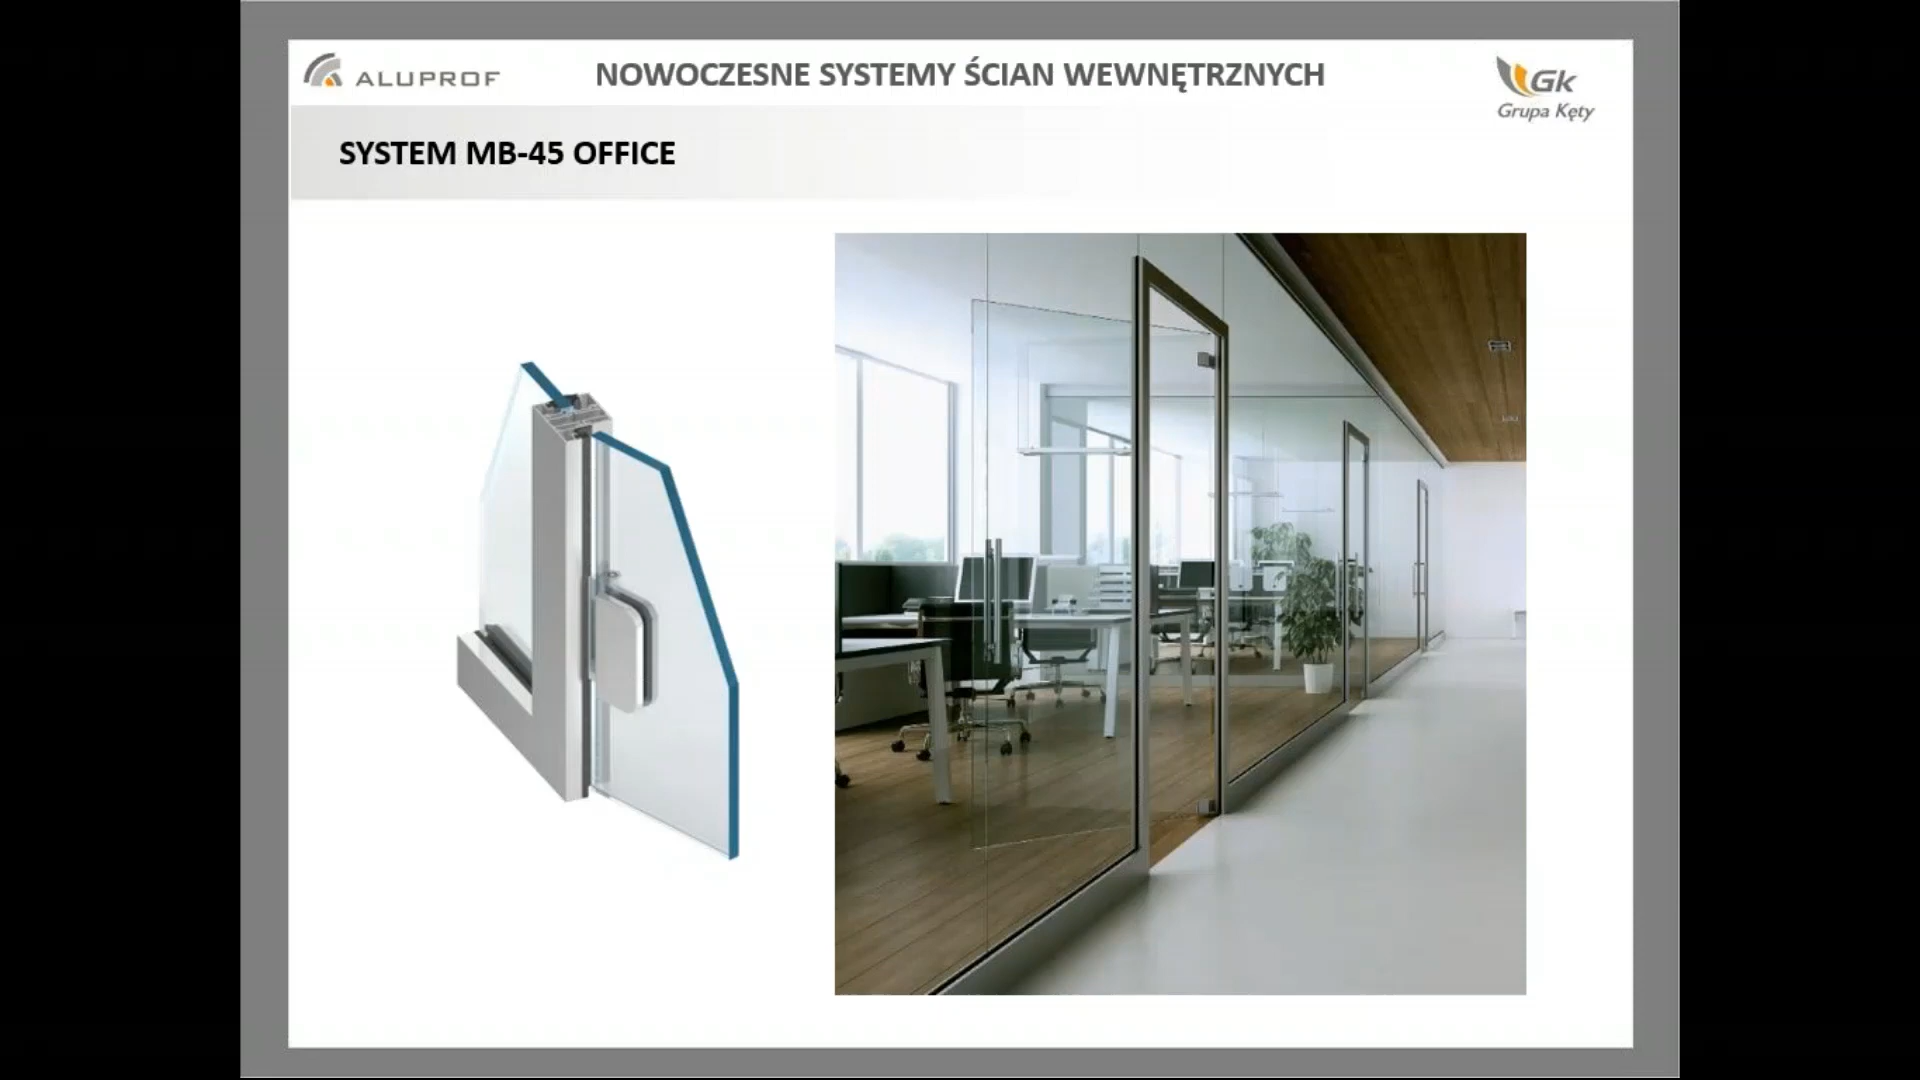 ALUPROF
NOWOCZESNE SYSTEMY ŚCIAN WEWNĘTRZNYCH
Gk
Grupa Kęty
SYSTEM MB-45 OFFICE